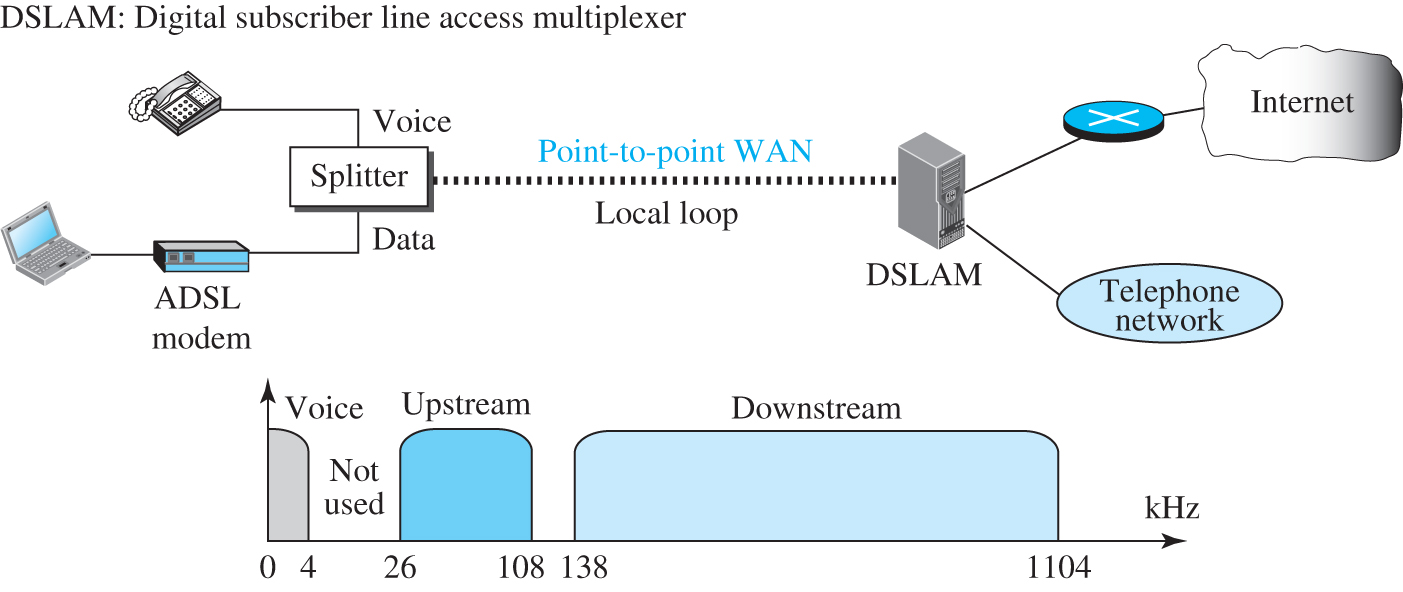 DSLAM: Digital subscriber line access multiplexer
Voice
Splitter
Data
ADSL
modem
Point-to-point WAN
Local loop
DSLAM
Internet
Telephone
network
Voice
Not
used
Upstream
Downstream
kHz
0 4 26 108 138 1104